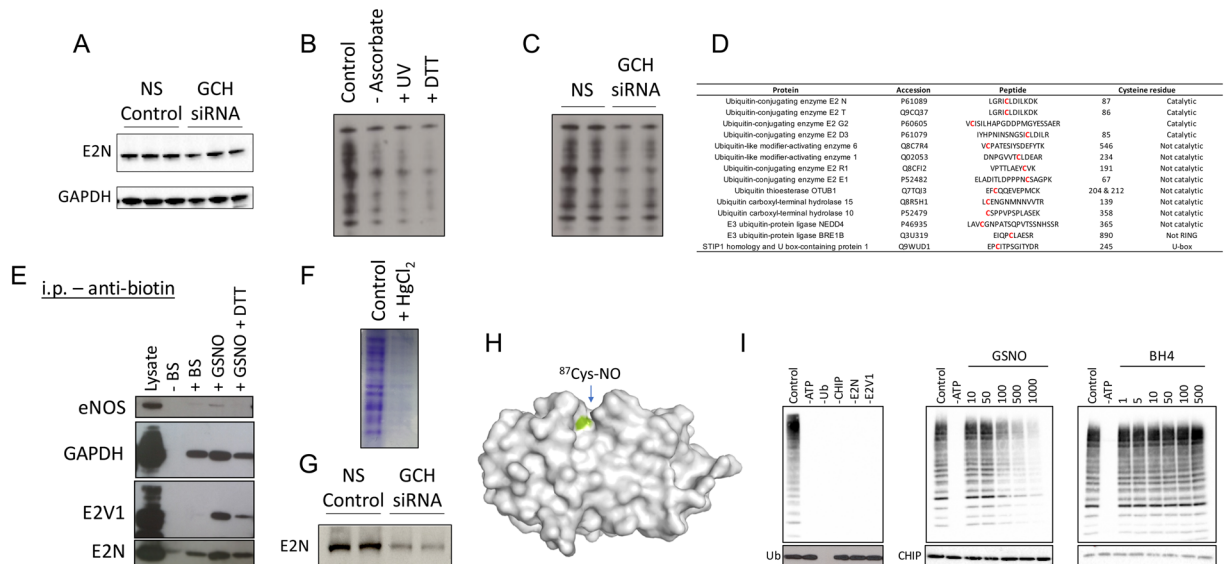 A
NS
Control
GCH
siRNA
E2N
GAPDH
B
Control
- Ascorbate
+ UV
+ DTT
C
NS
GCH
siRNA
D
Protein Accession Peptide Cysteine residue
Ubiquitin-conjugating enzyme E2 N P61089 LGRICLDILKDK 87 Catalytic
Ubiquitin-conjugating enzyme E2 T Q9CQ37 LGRICLDILKDK 86 Catalytic
Ubiquitin-conjugating enzyme E2 G2 P60605 VCISILHAPGDDPMGYESSAER Catalytic
Ubiquitin-conjugating enzyme E2 D3 P61079 IYHPNINSNGSICLDILR 85 Catalytic
Ubiquitin-like modifier-activating enzyme 6 Q8C7R4 VCPATESIYSDEFYTK 546 Not catalytic
Ubiquitin-like modifier-activating enzyme 1 Q02053 DNPGVVTCLDEAR 234 Not catalytic
Ubiquitin-conjugating enzyme E2 R1 Q8CFI2 VPTTLAEYCVK 191 Not catalytic
Ubiquitin-conjugating enzyme E2 E1 P52482 ELADITLDPPPNCSAGPK 67 Not catalytic
Ubiquitin thioesterase OTUB1 Q7TQI3 EFCQQEVEPMCK 204 & 212 Not catalytic
Ubiquitin carboxyl-terminal hydrolase 15 Q8R5H1 LCENGNMNNVVTR 139 Not catalytic
Ubiquitin carboxyl-terminal hydrolase 10 P52479 CSPPVPSPLASEK 358 Not catalytic
E3 ubiquitin-protein ligase NEDD4 P46935 LAVCGNPATSQPVTSSNHSSR 365 Not catalytic
E3 ubiquitin-protein ligase BRE1B Q3U319 EIQPCLAESR 890 Not RING
STIP1 homology and U box-containing protein 1 Q9WUD1 EPCITPSGITYDR 245 U-box
E
i.p. – anti-biotin
Lysate
- BS
+ BS
+ GSNO
+ GSNO + DTT
eNOS
GAPDH
E2V1
E2N
F
Control
+ HgCl2
G
NS
Control
GCH
siRNA
E2N
H
87Cys-NO
I
Control
-ATP
-Ub
-CHIP
-E2N
-E2V1
Ub
GSNO
Control
-ATP
10
50
100
500
1000
CHIP
BH4
Control
-ATP
1
5
10
50
100
500